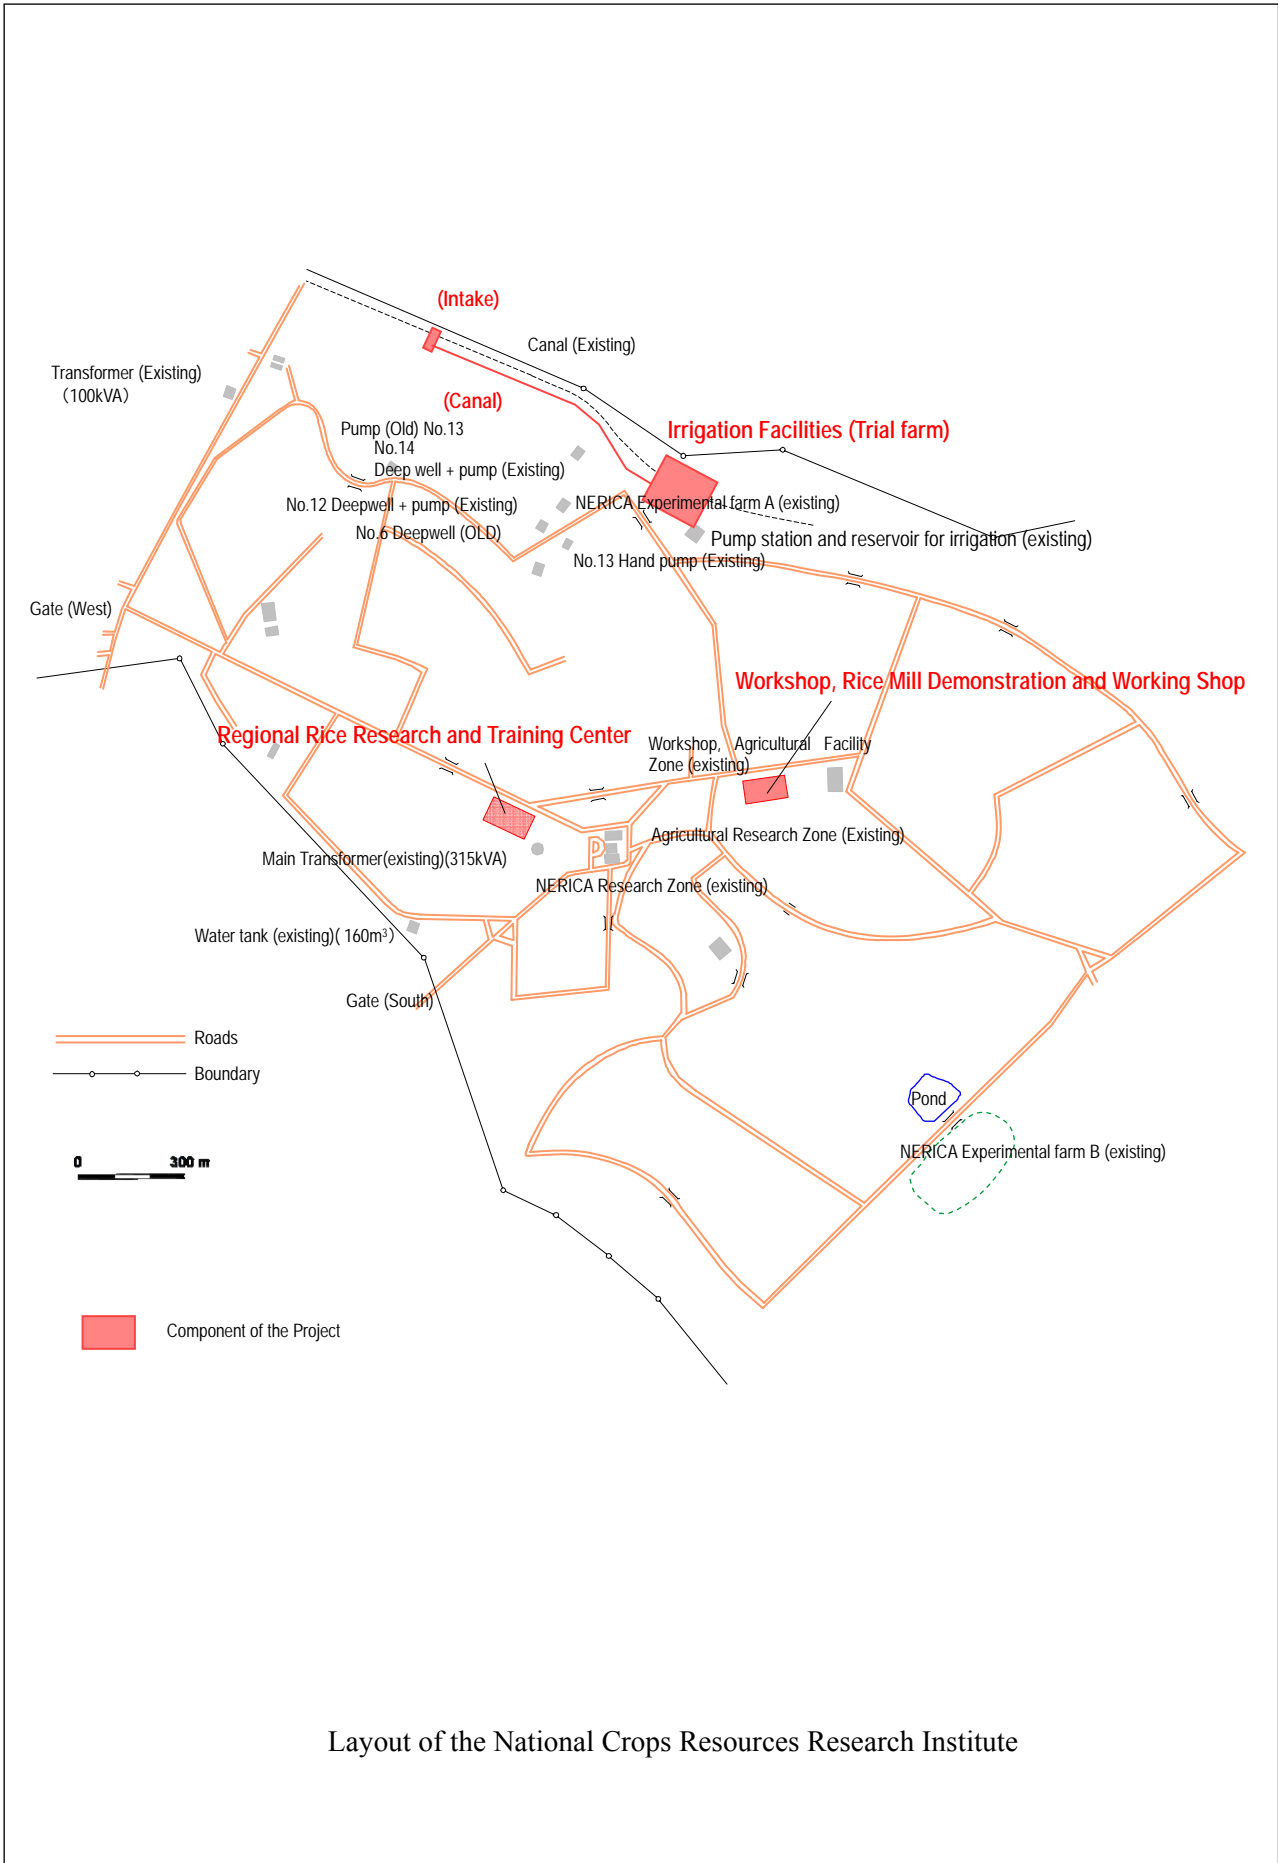 (Intake)
Canal (Existing)
Transformer (Existing)
（100kVA）
(Canal)
Pump (Old) No.13
Irrigation Facilities (Trial farm)
No.14
Deep well + pump (Existing)
No.12 Deepwell + pump (Existing)
NERICA Experimental farm A (existing)
No.6 Deepwell (OLD)
Pump station and reservoir for irrigation (existing)
No.13 Hand pump (Existing)
Gate (West)
Workshop, Rice Mill Demonstration and Working Shop
Regional Rice Research and Training Center
Workshop, Agricultural Facility
Zone (existing)
Agricultural Research Zone (Existing)
P
Main Transformer(existing)(315kVA)
NERICA Research Zone (existing)
Water tank (existing)( 160m³）
Gate (South)
Roads
Boundary
Pond
NERICA Experimental farm B (existing)
0 300 m
Component of the Project
Layout of the National Crops Resources Research Institute